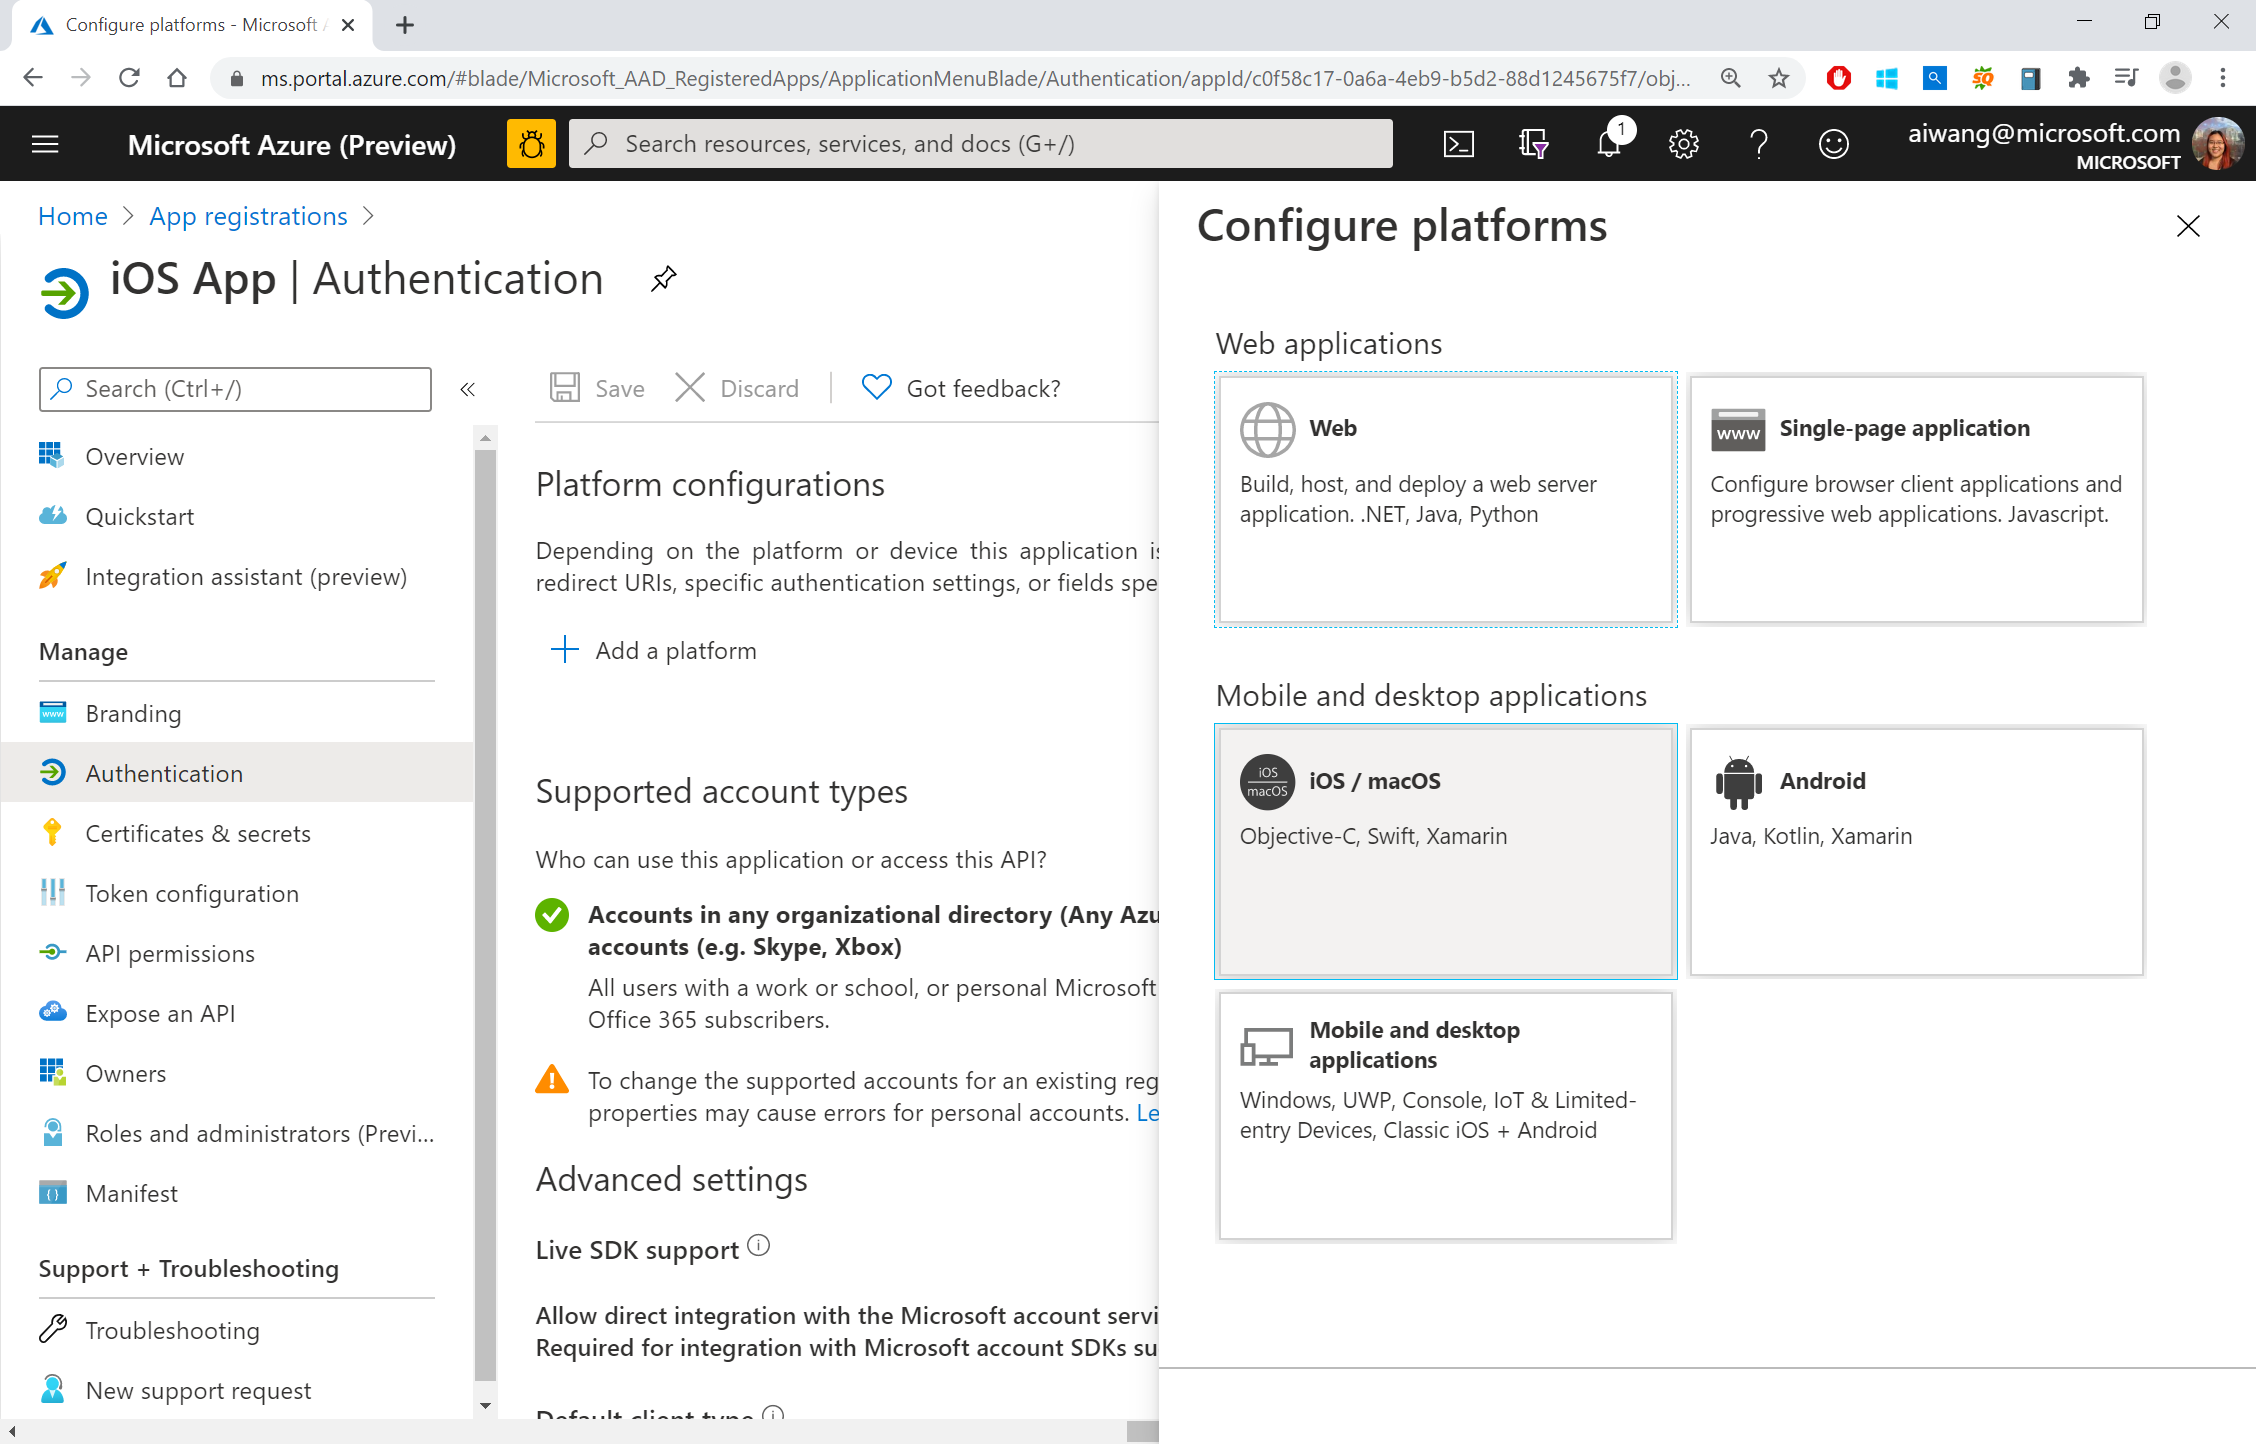 Configure platforms - Microsoft
ms.portal.azure.com/#blade/Microsoft_AAD_RegisteredApps/ApplicationMenuBlade/Authentication/appId/c0f58c17-0a6a-4eb9-b5d2-88d1245675f7/obj...
Microsoft Azure (Preview)
Search resources, services, and docs (G+/)
1
aiwang@microsoft.com
MICROSOFT
Home > App registrations >
iOS App | Authentication
Search (Ctrl+/)
«
Overview
Quickstart
Integration assistant (preview)
Manage
Branding
Authentication
Certificates & secrets
Token configuration
API permissions
Expose an API
Owners
Roles and administrators (Previ...
Manifest
Support + Troubleshooting
Troubleshooting
New support request
Save
Discard
Got feedback?
Platform configurations
Depending on the platform or device this application is
redirect URIs, specific authentication settings, or fields spe
Add a platform
Supported account types
Who can use this application or access this API?
Accounts in any organizational directory (Any Azu
accounts (e.g. Skype, Xbox)
All users with a work or school, or personal Microsoft
Office 365 subscribers.
To change the supported accounts for an existing reg
properties may cause errors for personal accounts. Le
Advanced settings
Live SDK support
Allow direct integration with the Microsoft account servi
Required for integration with Microsoft account SDKs su
Default client type
Configure platforms
Web applications
Web
Build, host, and deploy a web server
application. .NET, Java, Python
www
Single-page application
Configure browser client applications and
progressive web applications. Javascript.
Mobile and desktop applications
iOS
macOS
iOS / macOS
Objective-C, Swift, Xamarin
Android
Java, Kotlin, Xamarin
Mobile and desktop
applications
Windows, UWP, Console, IoT & Limited-
entry Devices, Classic iOS + Android